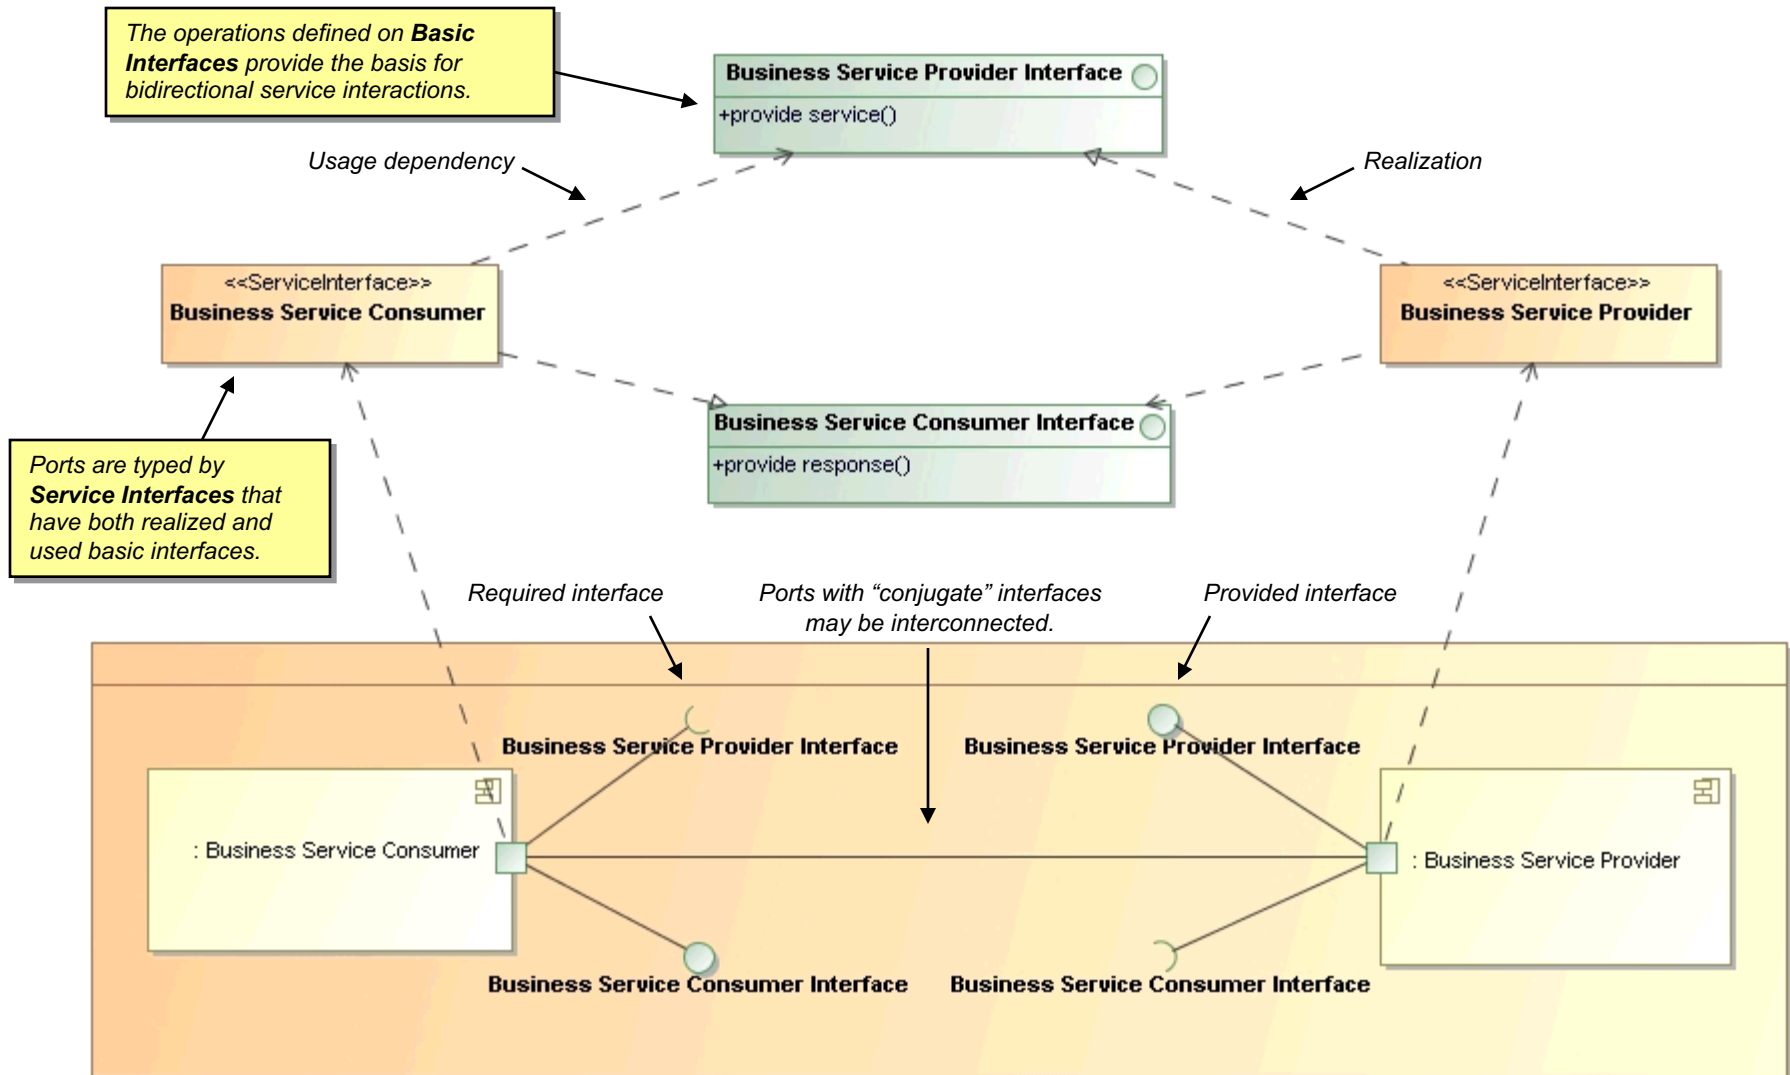 The operations defined on Basic
Interfaces provide the basis for
bidirectional service interactions.
Business Service Provider Interface
+provide service()
Usage dependency
Realization
<<ServiceInterface>>
Business Service Consumer
<<ServiceInterface>>
Business Service Provider
Business Service Consumer Interface
+provide response()
Ports are typed by
Service Interfaces that
have both realized and
used basic interfaces.
Required interface
Ports with “conjugate” interfaces
may be interconnected.
Provided interface
Business Service Provider Interface
Business Service Provider Interface
: Business Service Consumer
: Business Service Provider
Business Service Consumer Interface
Business Service Consumer Interface